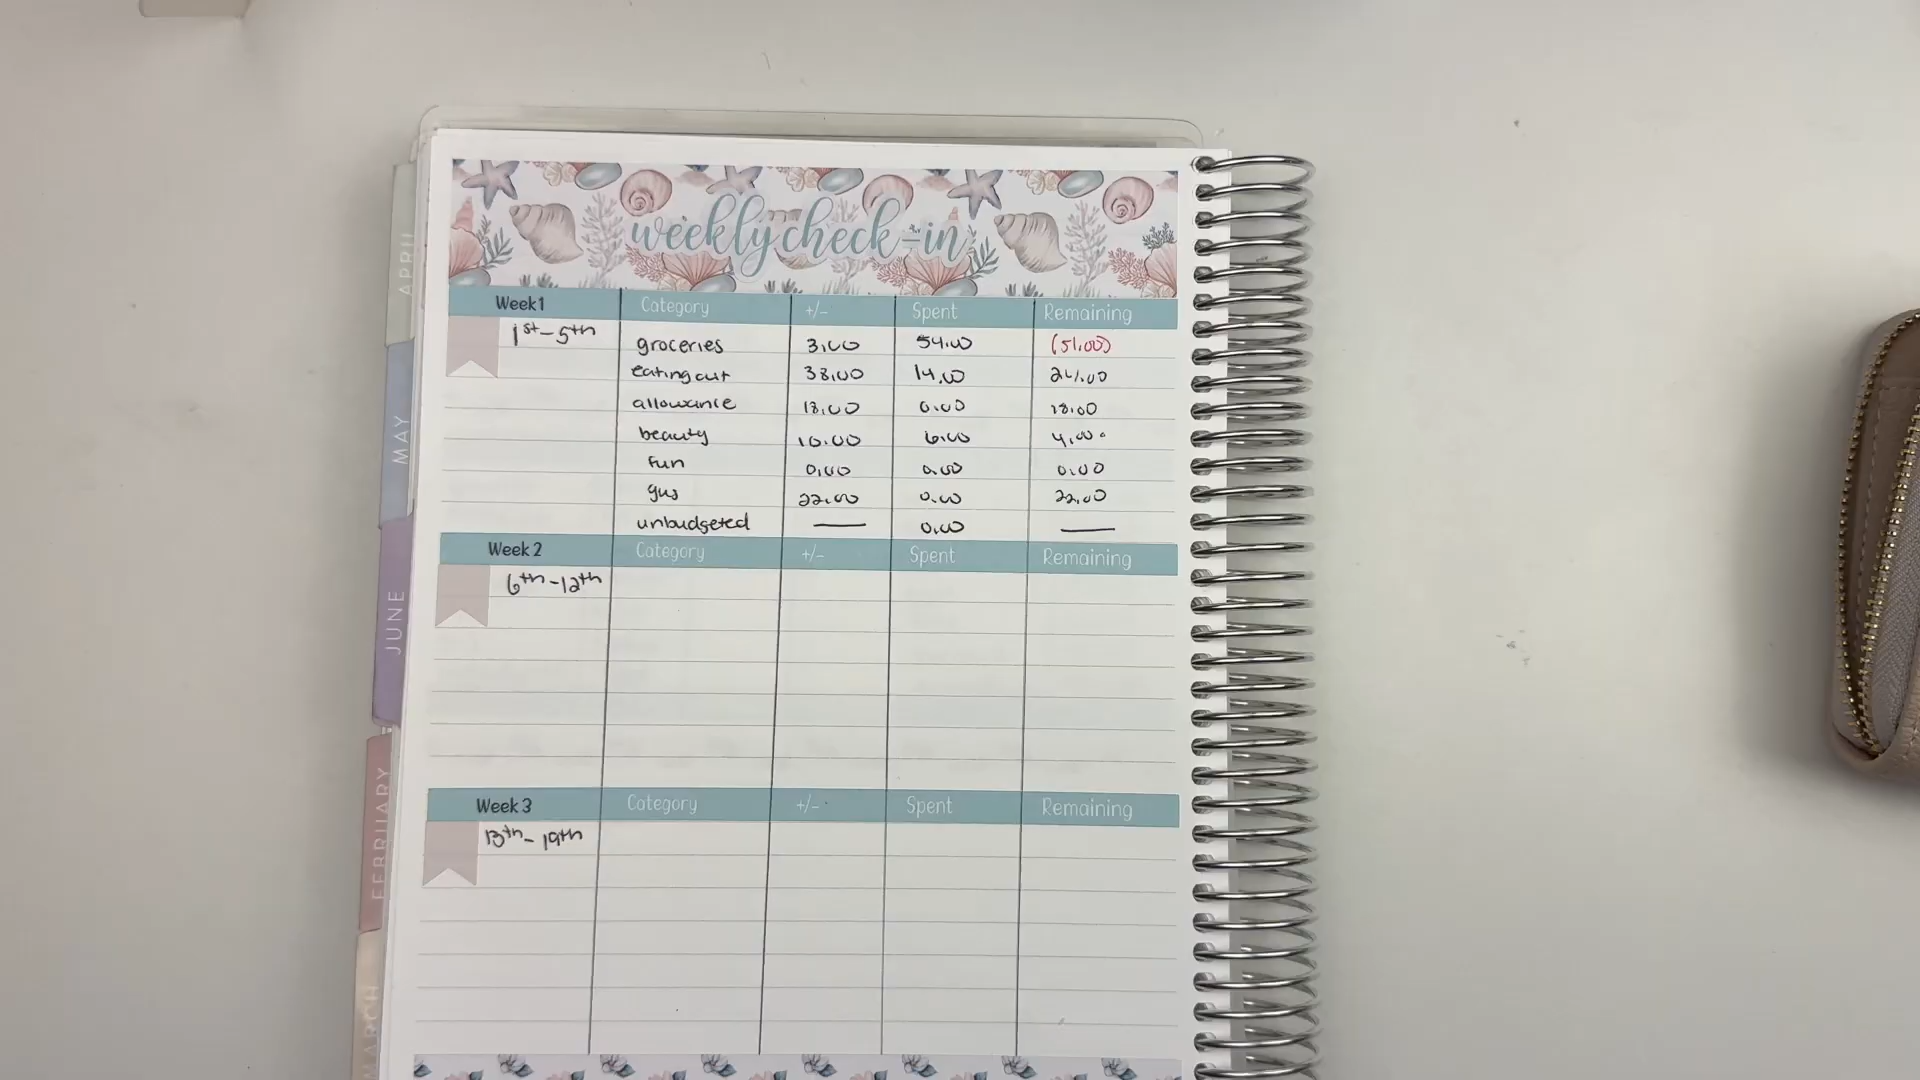 weekly check-in
Week 1 Category +/- Spent Remaining
1st-5th
groceries 3.00 54.00 (51.00)
eating out 38.00 14.00 24.00
allowance 18.00 0.00 18.00
beauty 10.00 6.00 4.00
fun 0.00 0.00 0.00
gas 22.00 0.00 22.00
unbudgeted — 0.00 —
Week 2 Category +/- Spent Remaining
6th-12th
Week 3 Category +/- Spent Remaining
13th-19th
APRIL
MAY
JUNE
FEBRUARY
MARCH